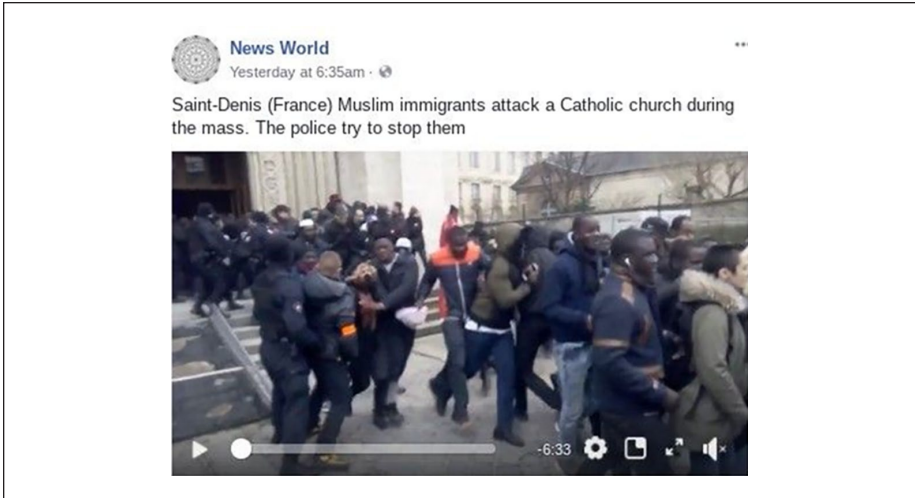 News World
Yesterday at 6:35am ·
Saint-Denis (France) Muslim immigrants attack a Catholic church during
the mass. The police try to stop them
-6:33